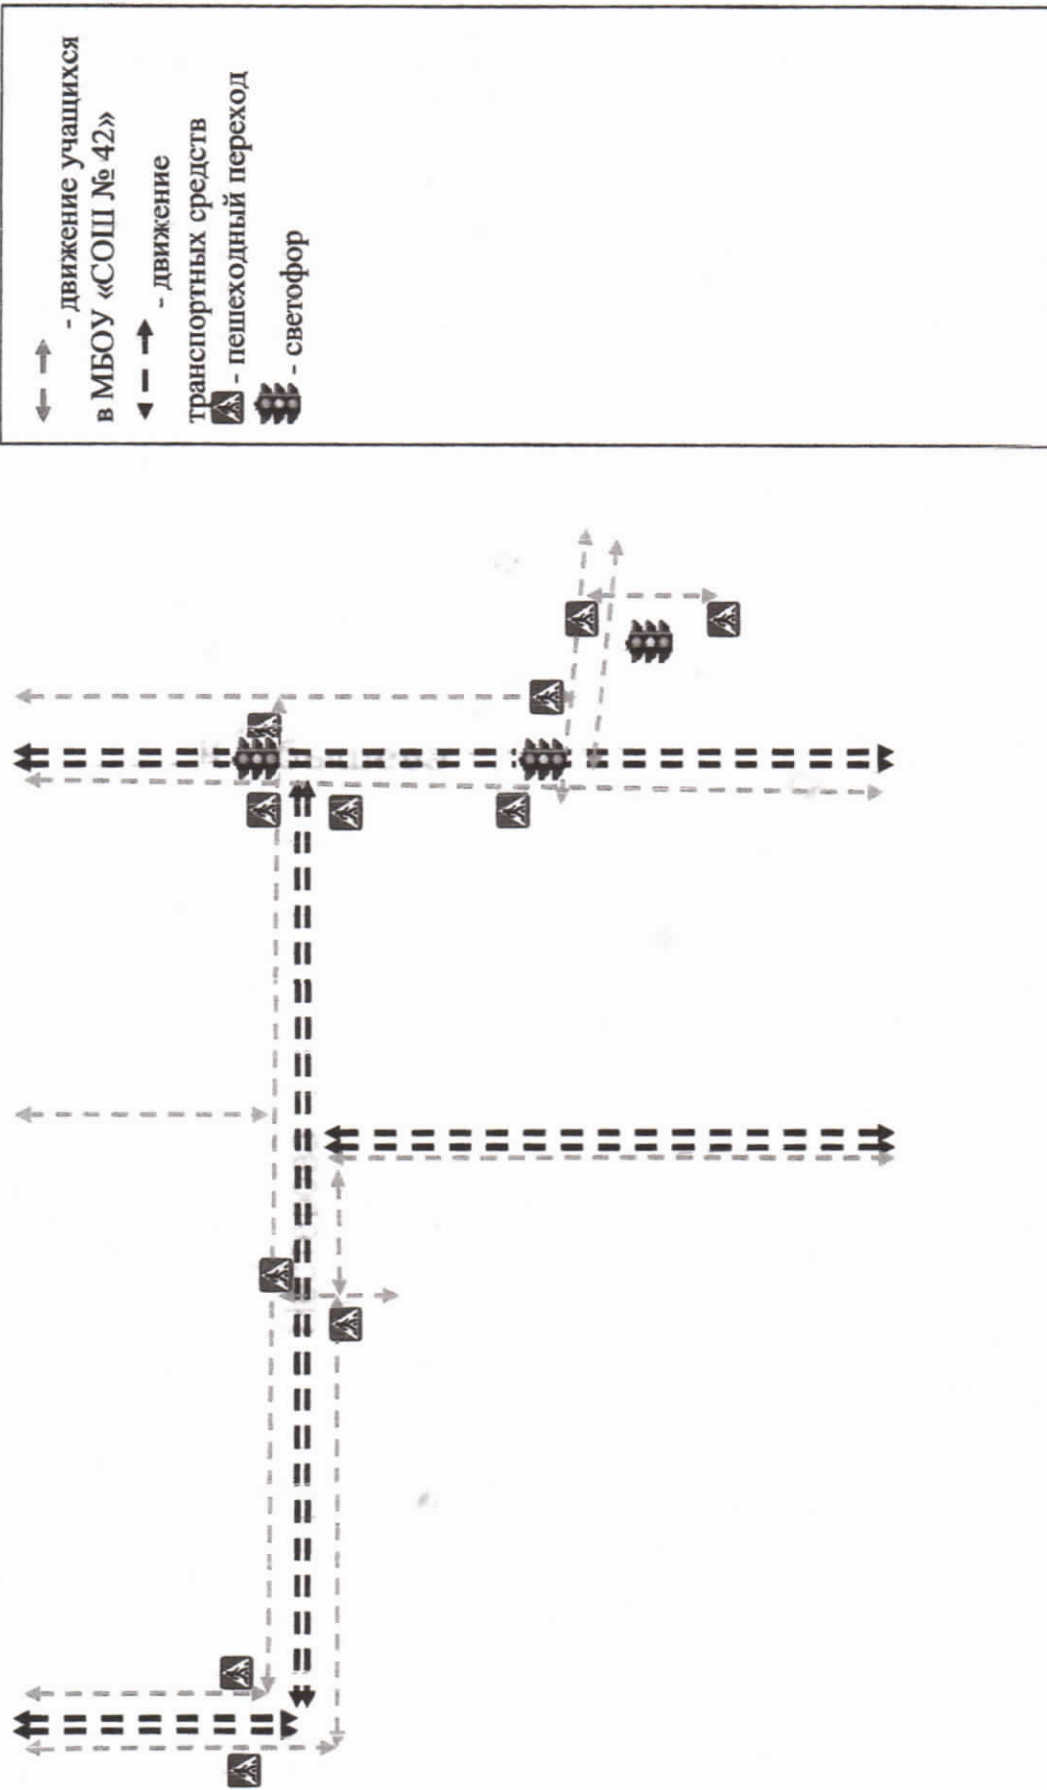 - движение учащихся
в МБОУ «СОШ № 42»
- движение
транспортных средств
- пешеходный переход
- светофор